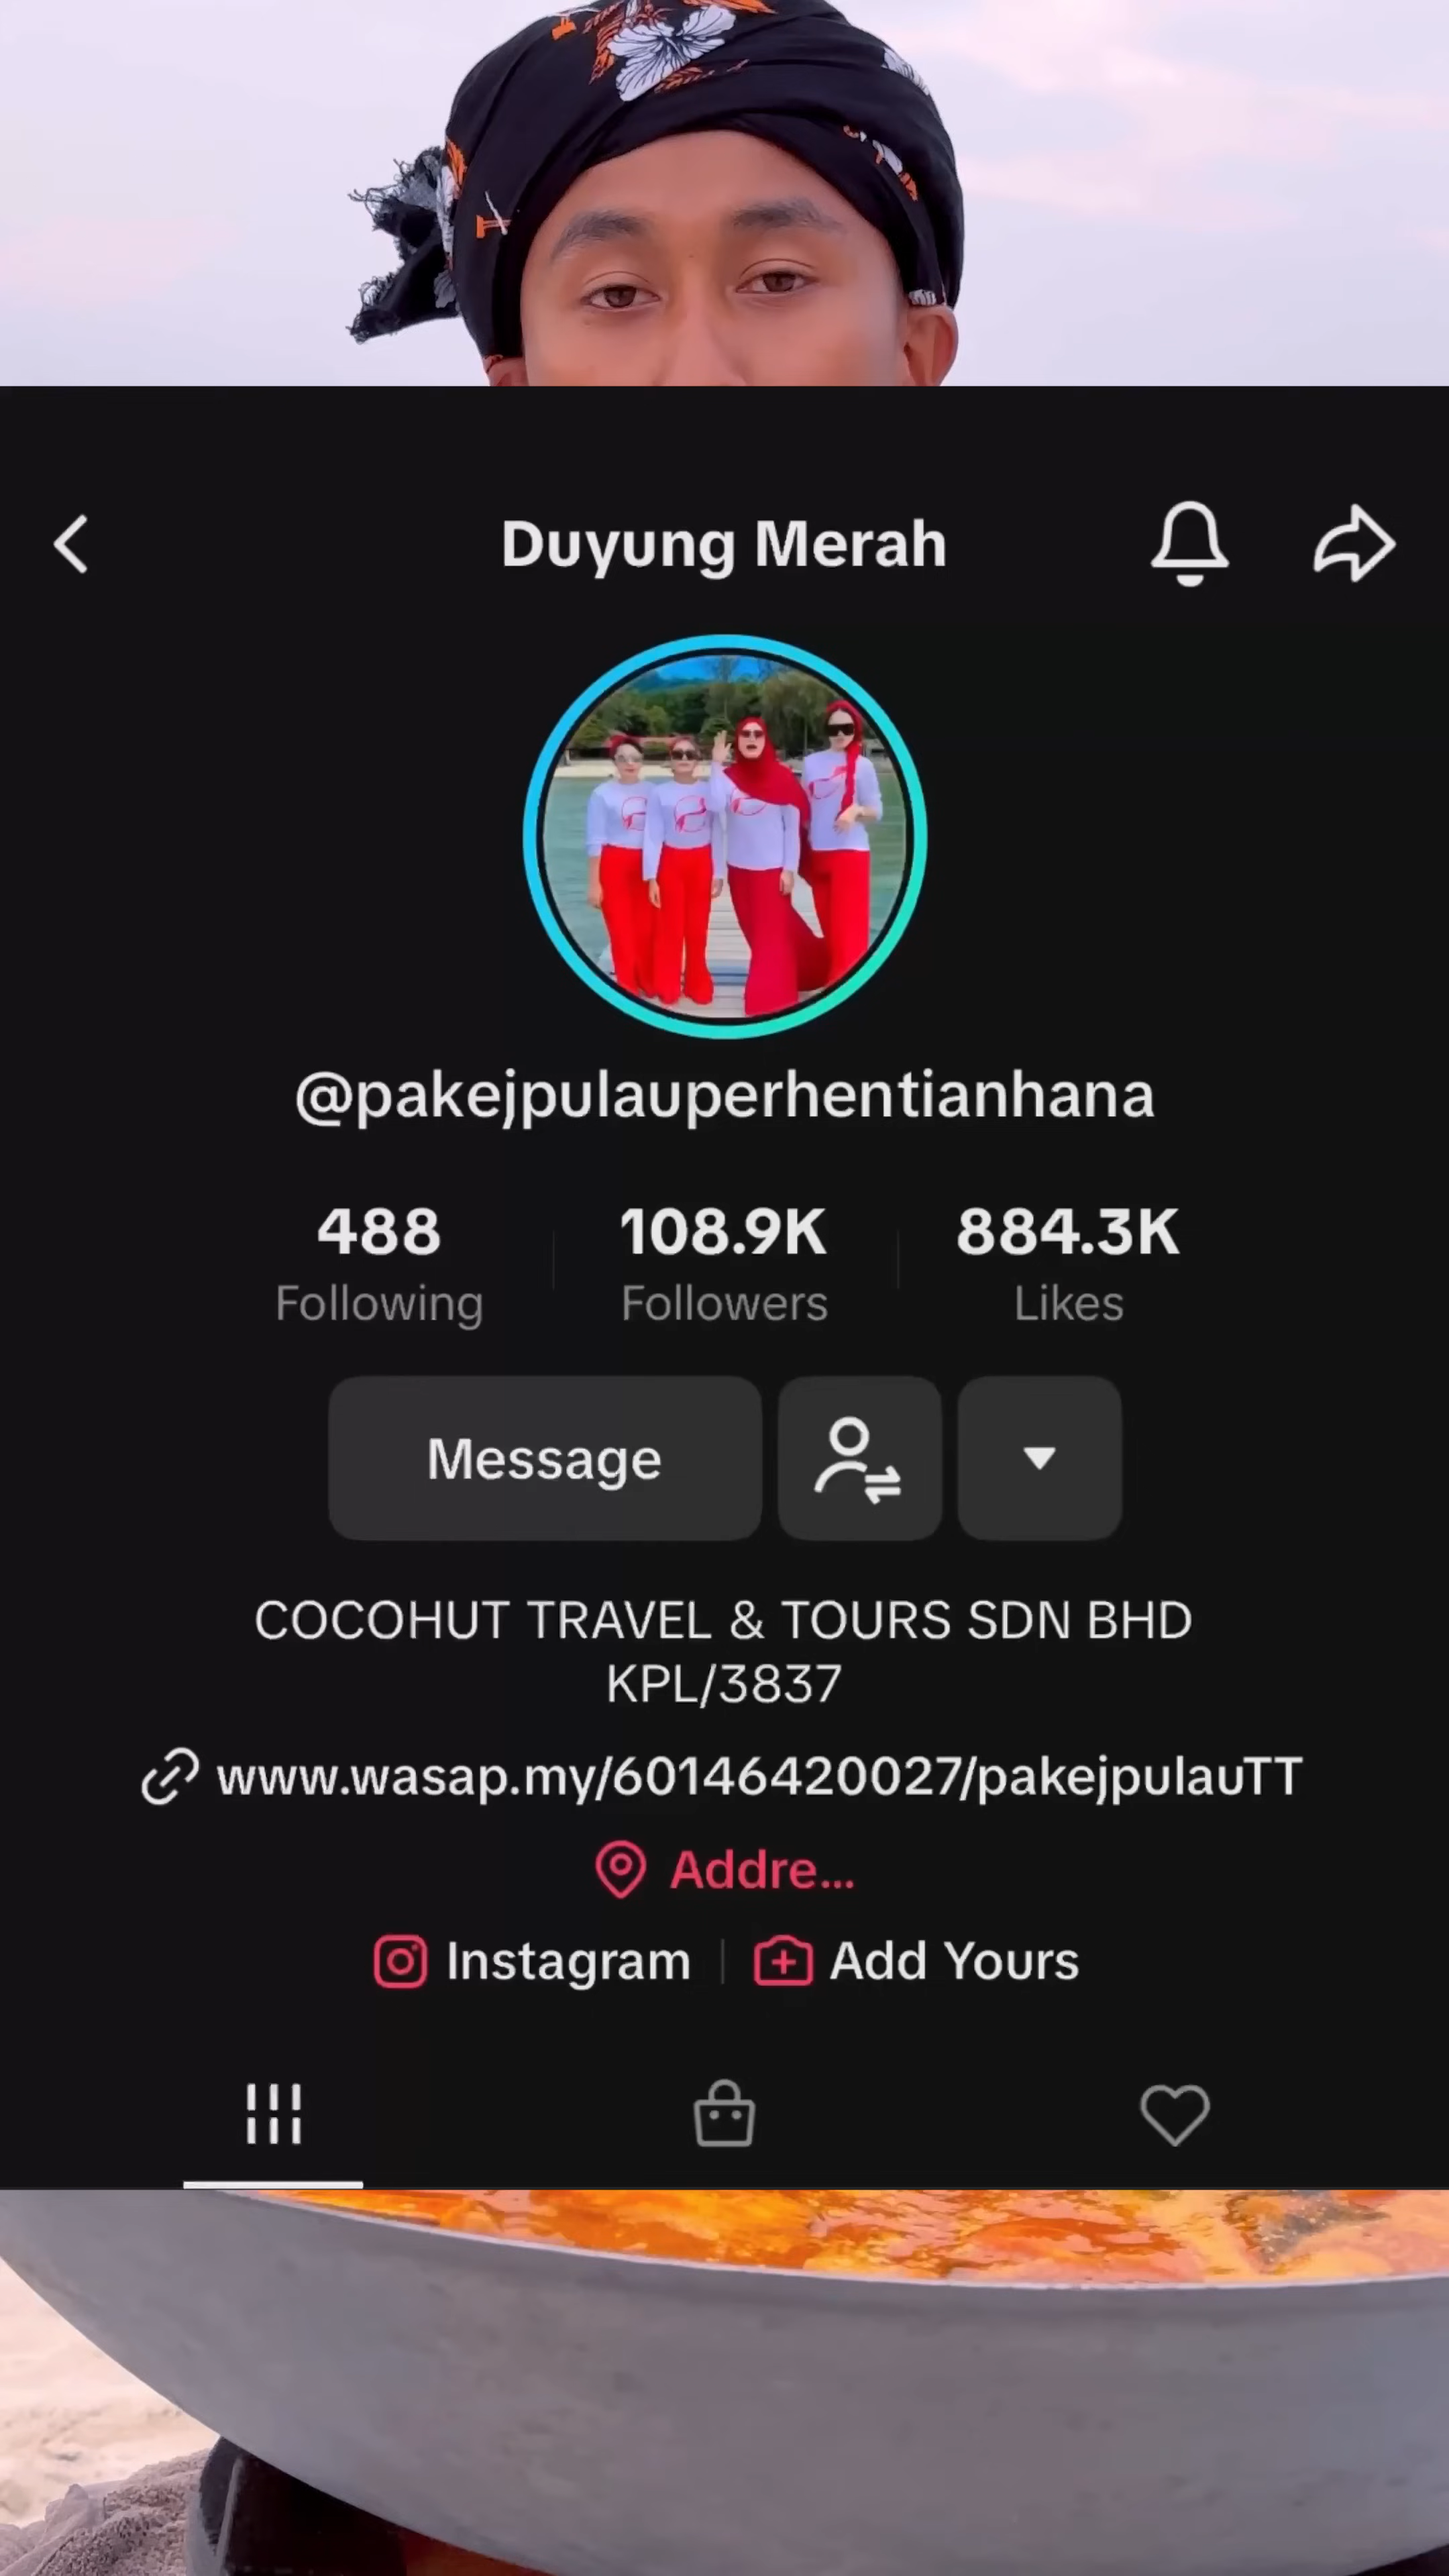 Duyung Merah
@pakejpulauperhentianhana
488 108.9K 884.3K
Following Followers Likes
Message
COCOHUT TRAVEL & TOURS SDN BHD
KPL/3837
www.wasap.my/60146420027/pakejpulauTT
Addre...
Instagram Add Yours